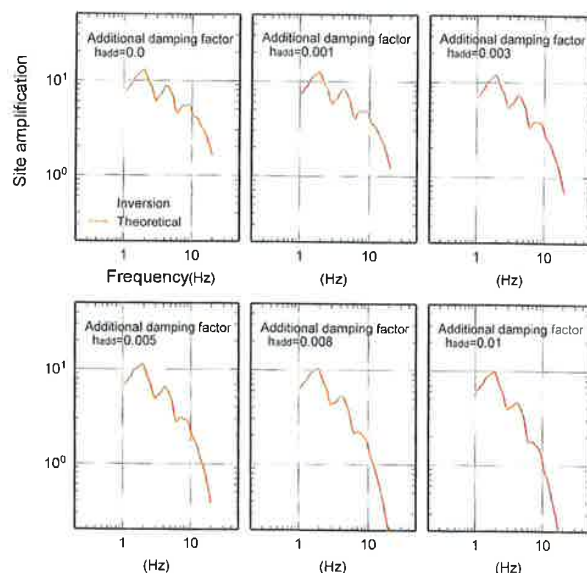 Additional damping factor
hadd=0.0
Additional damping factor
hadd=0.001
Additional damping factor
hadd=0.003
Site amplification
10¹
10⁰
Inversion
Theoretical
1
10
1
10
1
10
Frequency(Hz)
(Hz)
(Hz)
Additional damping factor
hadd=0.005
Additional damping factor
hadd=0.008
Additional damping factor
hadd=0.01
10¹
10⁰
1
10
1
10
1
10
(Hz)
(Hz)
(Hz)